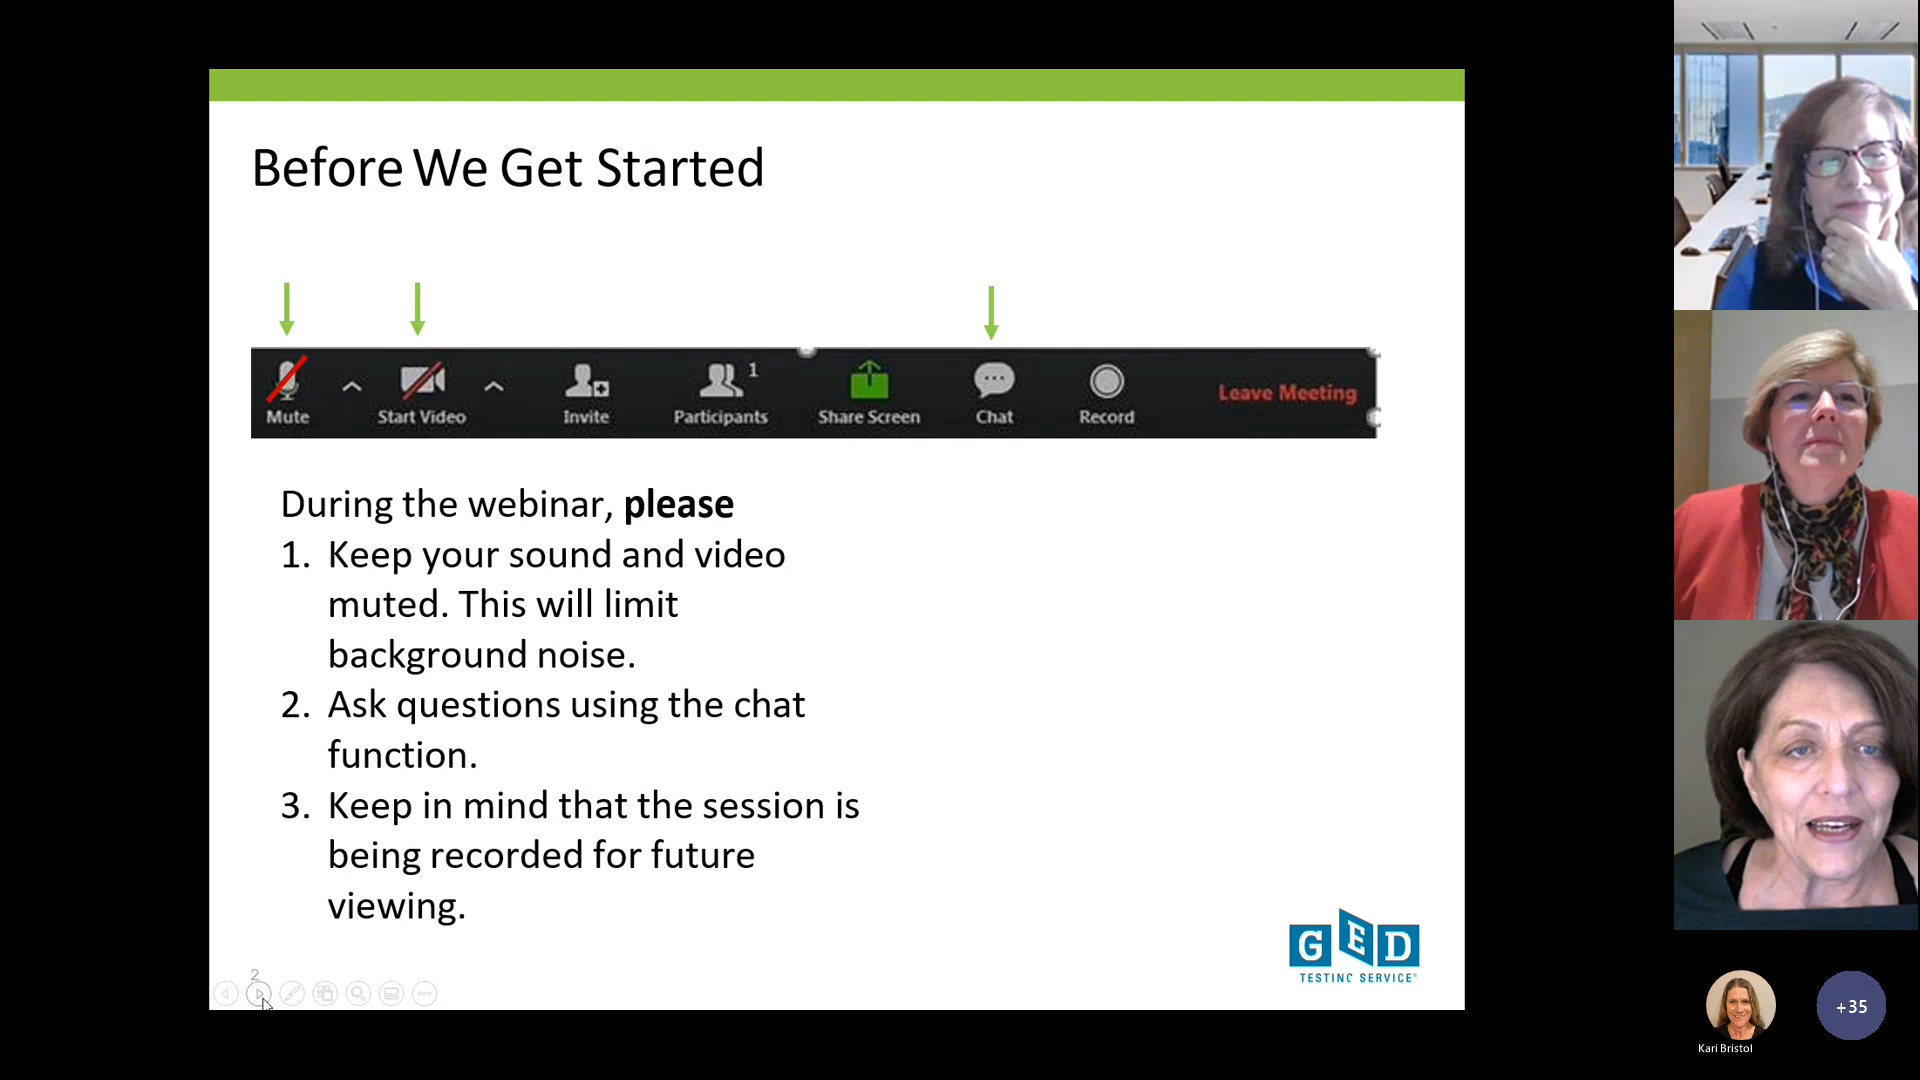 Before We Get Started
1
Mute
Start Video
Invite
Participants
Share Screen
Chat
Record
Leave Meeting
During the webinar, please
1. Keep your sound and video
muted. This will limit
background noise.
2. Ask questions using the chat
function.
3. Keep in mind that the session is
being recorded for future
viewing.
GED
TESTING SERVICE®
2
+35
Kari Bristol